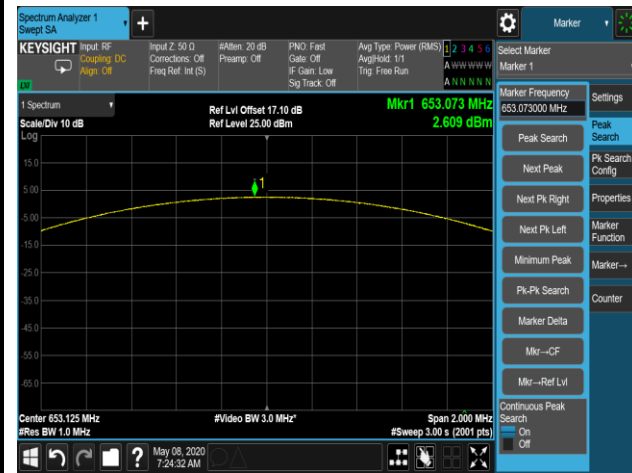 Spectrum Analyzer 1
Swept SA
Marker
KEYSIGHT
Input: RF
Coupling: DC
Align: Off
Input Z: 50 Ω
Corrections: Off
Freq Ref: Int (S)
#Atten: 20 dB
Preamp: Off
PNO: Fast
Gate: Off
IF Gain: Low
Sig Track: Off
Avg Type: Power (RMS)
Avg|Hold: 1/1
Trig: Free Run
1 2 3 4 5 6
A W W W W W
A N N N N N
Select Marker
Marker 1
1 Spectrum
Scale/Div 10 dB
Log
Ref Lvl Offset 17.10 dB
Ref Level 25.00 dBm
Mkr1 653.073 MHz
2.609 dBm
15.0
5.00
-5.00
-15.0
-25.0
-35.0
-45.0
-55.0
-65.0
1
Center 653.125 MHz
#Res BW 1.0 MHz
#Video BW 3.0 MHz*
Span 2.000 MHz
#Sweep 3.00 s (2001 pts)
Marker Frequency
653.073000 MHz
Peak Search
Next Peak
Next Pk Right
Next Pk Left
Minimum Peak
Pk-Pk Search
Marker Delta
Mkr→CF
Mkr→Ref Lvl
Continuous Peak
Search
On
Off
Settings
Peak
Search
Pk Search
Config
Properties
Marker
Function
Marker→
Counter
?
May 08, 2020
7:24:32 AM